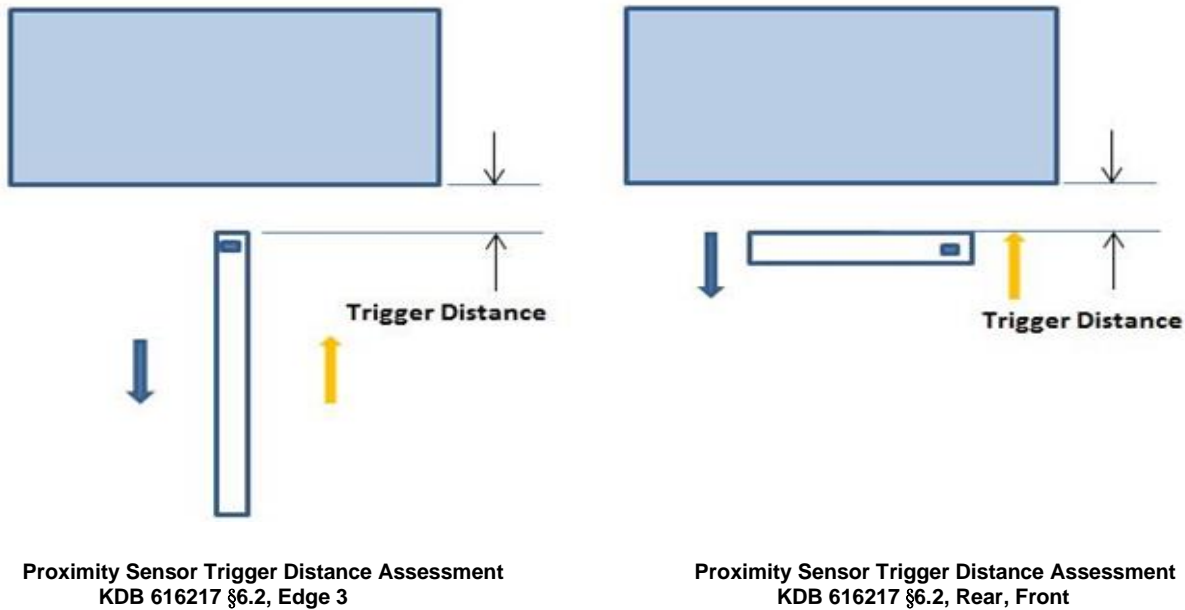 Trigger Distance
Trigger Distance
Proximity Sensor Trigger Distance Assessment
KDB 616217 §6.2, Edge 3
Proximity Sensor Trigger Distance Assessment
KDB 616217 §6.2, Rear, Front